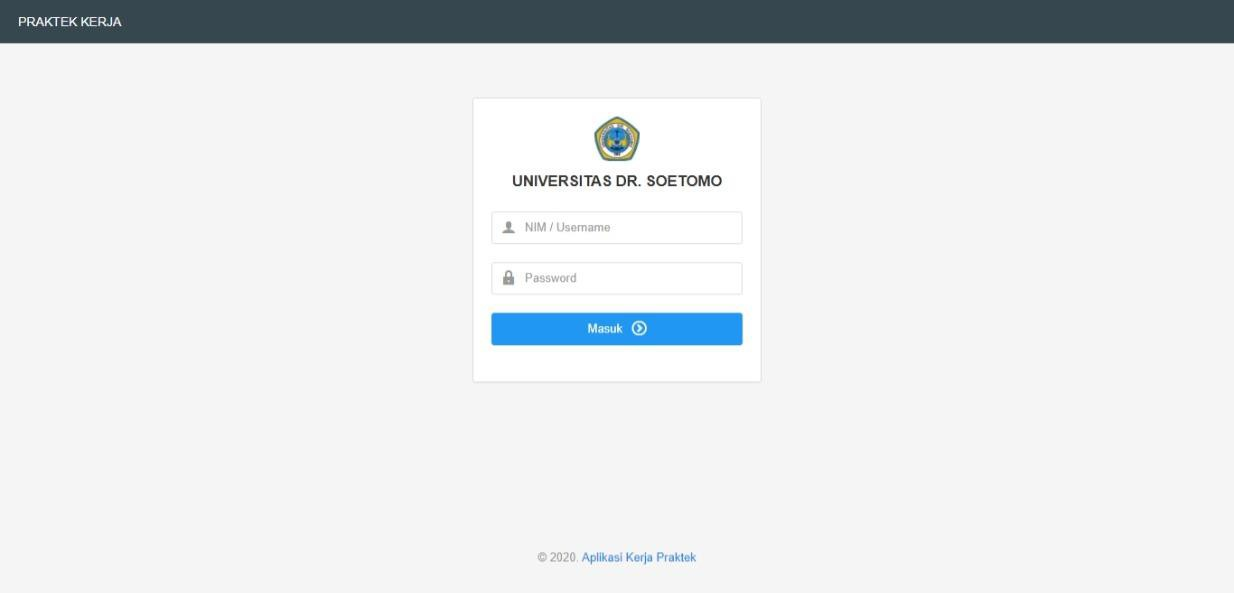 PRAKTEK KERJA
UNIVERSITAS DR. SOETOMO
NIM / Username
Password
Masuk
© 2020. Aplikasi Kerja Praktek